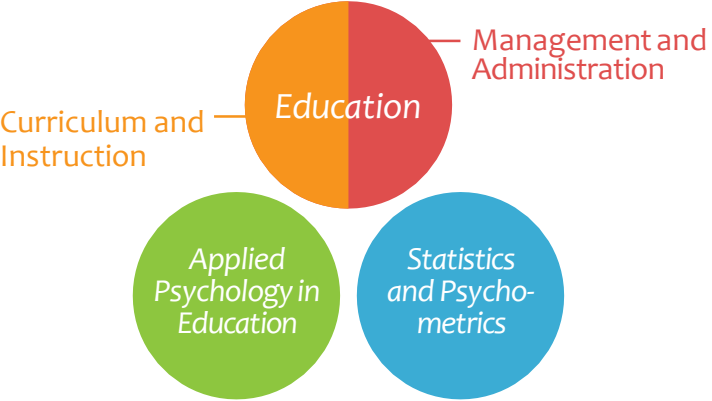 Management and
Administration
Education
Curriculum and
Instruction
Applied
Psychology in
Education
Statistics
and Psycho-
metrics